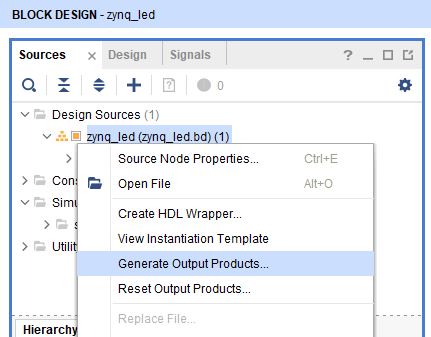 BLOCK DESIGN - zynq_led
Sources × Design Signals ? _
0
Design Sources (1)
zynq_led (zynq_led.bd) (1)
Source Node Properties... Ctrl+E
Open File Alt+O
Cons
Create HDL Wrapper...
Simu
View Instantiation Template
s
Generate Output Products...
Utility
Reset Output Products...
Replace File...
Hierarchy